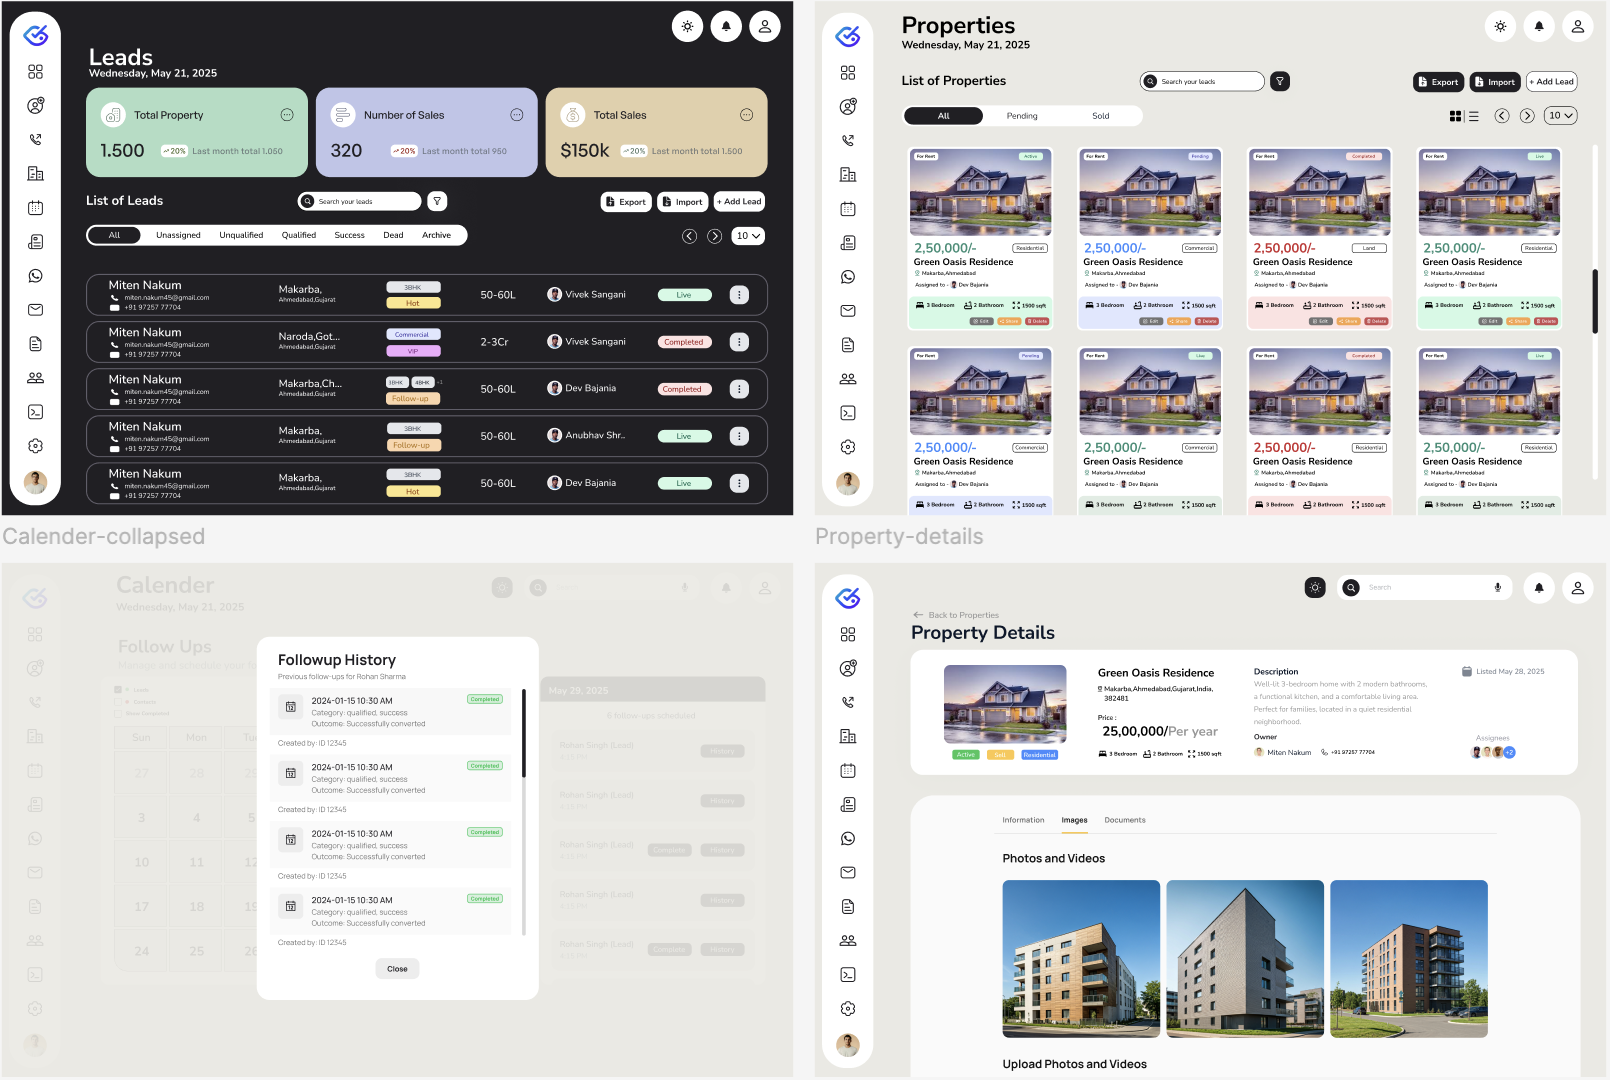 Leads
Wednesday, May 21, 2025
Total Property
1.500
20%
Last month total 1.050
Number of Sales
320
20%
Last month total 950
Total Sales
$150k
20%
Last month total 1.500
List of Leads
Search your leads
Export
Import
+ Add Lead
All
Unassigned
Unqualified
Qualified
Success
Dead
Archive
10
Miten Nakum
miten.nakum45@gmail.com
+91 97257 77704
Makarba,
Ahmedabad,Gujarat
3BHK
Hot
50-60L
Vivek Sangani
Live
Miten Nakum
miten.nakum45@gmail.com
+91 97257 77704
Naroda,Got...
Ahmedabad,Gujarat
Commercial
VIP
2-3Cr
Vivek Sangani
Completed
Miten Nakum
miten.nakum45@gmail.com
+91 97257 77704
Makarba,Ch...
Ahmedabad,Gujarat
3BHK
4BHK
+1
Follow-up
50-60L
Dev Bajania
Completed
Miten Nakum
miten.nakum45@gmail.com
+91 97257 77704
Makarba,
Ahmedabad,Gujarat
3BHK
Follow-up
50-60L
Anubhav Shr..
Live
Miten Nakum
miten.nakum45@gmail.com
+91 97257 77704
Makarba,
Ahmedabad,Gujarat
3BHK
Hot
50-60L
Dev Bajania
Live
Properties
Wednesday, May 21, 2025
List of Properties
Search your leads
Export
Import
+ Add Lead
All
Pending
Sold
10
For Rent
Active
2,50,000/-
Residential
Green Oasis Residence
Makarba,Ahmedabad
Assigned to - Dev Bajania
3 Bedroom
2 Bathroom
1500 sqft
Edit
Share
Delete
For Rent
Pending
2,50,000/-
Commercial
Green Oasis Residence
Makarba,Ahmedabad
Assigned to - Dev Bajania
3 Bedroom
2 Bathroom
1500 sqft
Edit
Share
Delete
For Rent
Completed
2,50,000/-
Land
Green Oasis Residence
Makarba,Ahmedabad
Assigned to - Dev Bajania
3 Bedroom
2 Bathroom
1500 sqft
Edit
Share
Delete
For Rent
Live
2,50,000/-
Residential
Green Oasis Residence
Makarba,Ahmedabad
Assigned to - Dev Bajania
3 Bedroom
2 Bathroom
1500 sqft
Edit
Share
Delete
For Rent
Pending
2,50,000/-
Commercial
Green Oasis Residence
Makarba,Ahmedabad
Assigned to - Dev Bajania
3 Bedroom
2 Bathroom
1500 sqft
For Rent
Live
2,50,000/-
Commercial
Green Oasis Residence
Makarba,Ahmedabad
Assigned to - Dev Bajania
3 Bedroom
2 Bathroom
1500 sqft
For Rent
Completed
2,50,000/-
Residential
Green Oasis Residence
Makarba,Ahmedabad
Assigned to - Dev Bajania
3 Bedroom
2 Bathroom
1500 sqft
For Rent
Live
2,50,000/-
Residential
Green Oasis Residence
Makarba,Ahmedabad
Assigned to - Dev Bajania
3 Bedroom
2 Bathroom
1500 sqft
Calender-collapsed
Calender
Wednesday, May 21, 2025
Follow Ups
Manage and schedule your
Leads
Sun
Mon
27
28
29
3
4
5
10
11
12
17
18
19
24
25
26
Followup History
Previous follow-ups for Rohan Sharma
2024-01-15 10:30 AM
Completed
Category: qualified, success
Outcome: Successfully converted
Created by: ID 12345
2024-01-15 10:30 AM
Completed
Category: qualified, success
Outcome: Successfully converted
Created by: ID 12345
2024-01-15 10:30 AM
Completed
Category: qualified, success
Outcome: Successfully converted
Created by: ID 12345
2024-01-15 10:30 AM
Completed
Category: qualified, success
Outcome: Successfully converted
Created by: ID 12345
Close
May 29, 2025
6 follow-ups scheduled
Rohan Singh (Lead)
4:15 PM
History
Rohan Singh (Lead)
4:15 PM
History
Rohan Singh (Lead)
4:15 PM
Complete
History
Rohan Singh (Lead)
4:15 PM
History
Rohan Singh (Lead)
4:15 PM
Complete
History
Property-details
Search
Back to Properties
Property Details
Active
Sell
Residential
Green Oasis Residence
Makarba,Ahmedabad,Gujarat,India,
382481
Price :
25,00,000/Per year
3 Bedroom
2 Bathroom
1500 sqft
Description
Well-lit 3-bedroom home with 2 modern bathrooms,
a functional kitchen, and a comfortable living area.
Perfect for families, located in a quiet residential
neighborhood.
Owner
Miten Nakum
+91 97257 77704
Listed May 28, 2025
Assignees
+2
Information
Images
Documents
Photos and Videos
Upload Photos and Videos